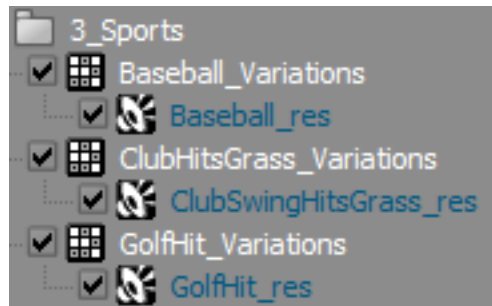 3_Sports
Baseball_Variations
Baseball_res
ClubHitsGrass_Variations
ClubSwingHitsGrass_res
GolfHit_Variations
GolfHit_res